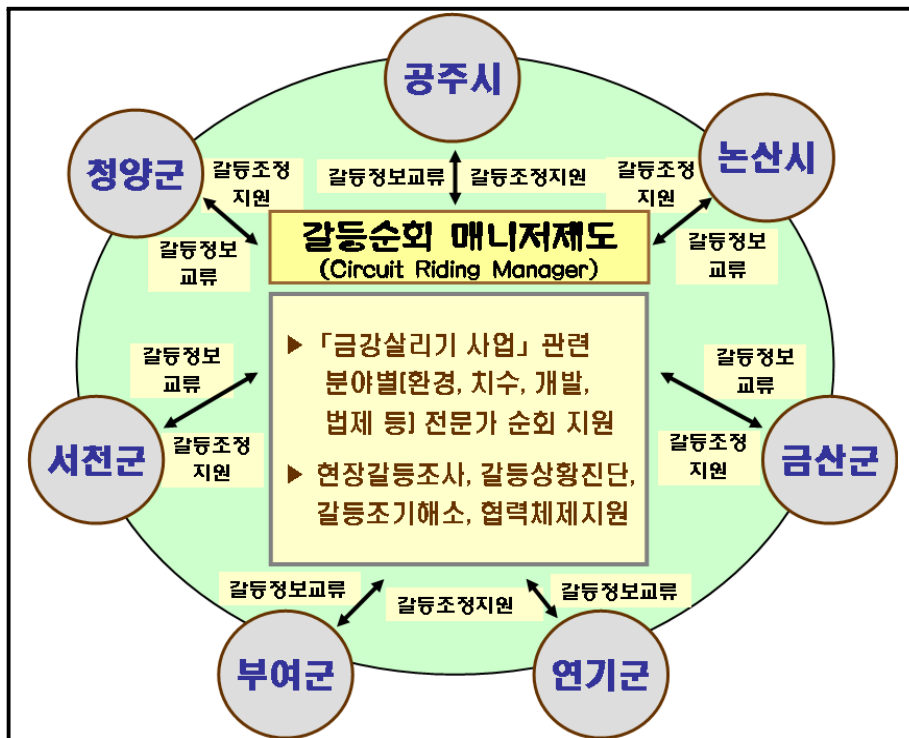 공주시
청양군
논산시
갈등조정
지원
갈등정보교류
갈등조정지원
갈등조정
지원
갈등순회 매니저제도
(Circuit Riding Manager)
갈등정보
교류
갈등정보
교류
▶ 「금강살리기 사업」 관련
분야별(환경, 치수, 개발,
법제 등) 전문가 순회 지원
▶ 현장갈등조사, 갈등상황진단,
갈등조기해소, 협력체제지원
갈등정보
교류
갈등정보
교류
서천군
갈등조정
지원
갈등조정
지원
금산군
갈등정보교류
갈등조정지원
갈등정보교류
부여군
연기군